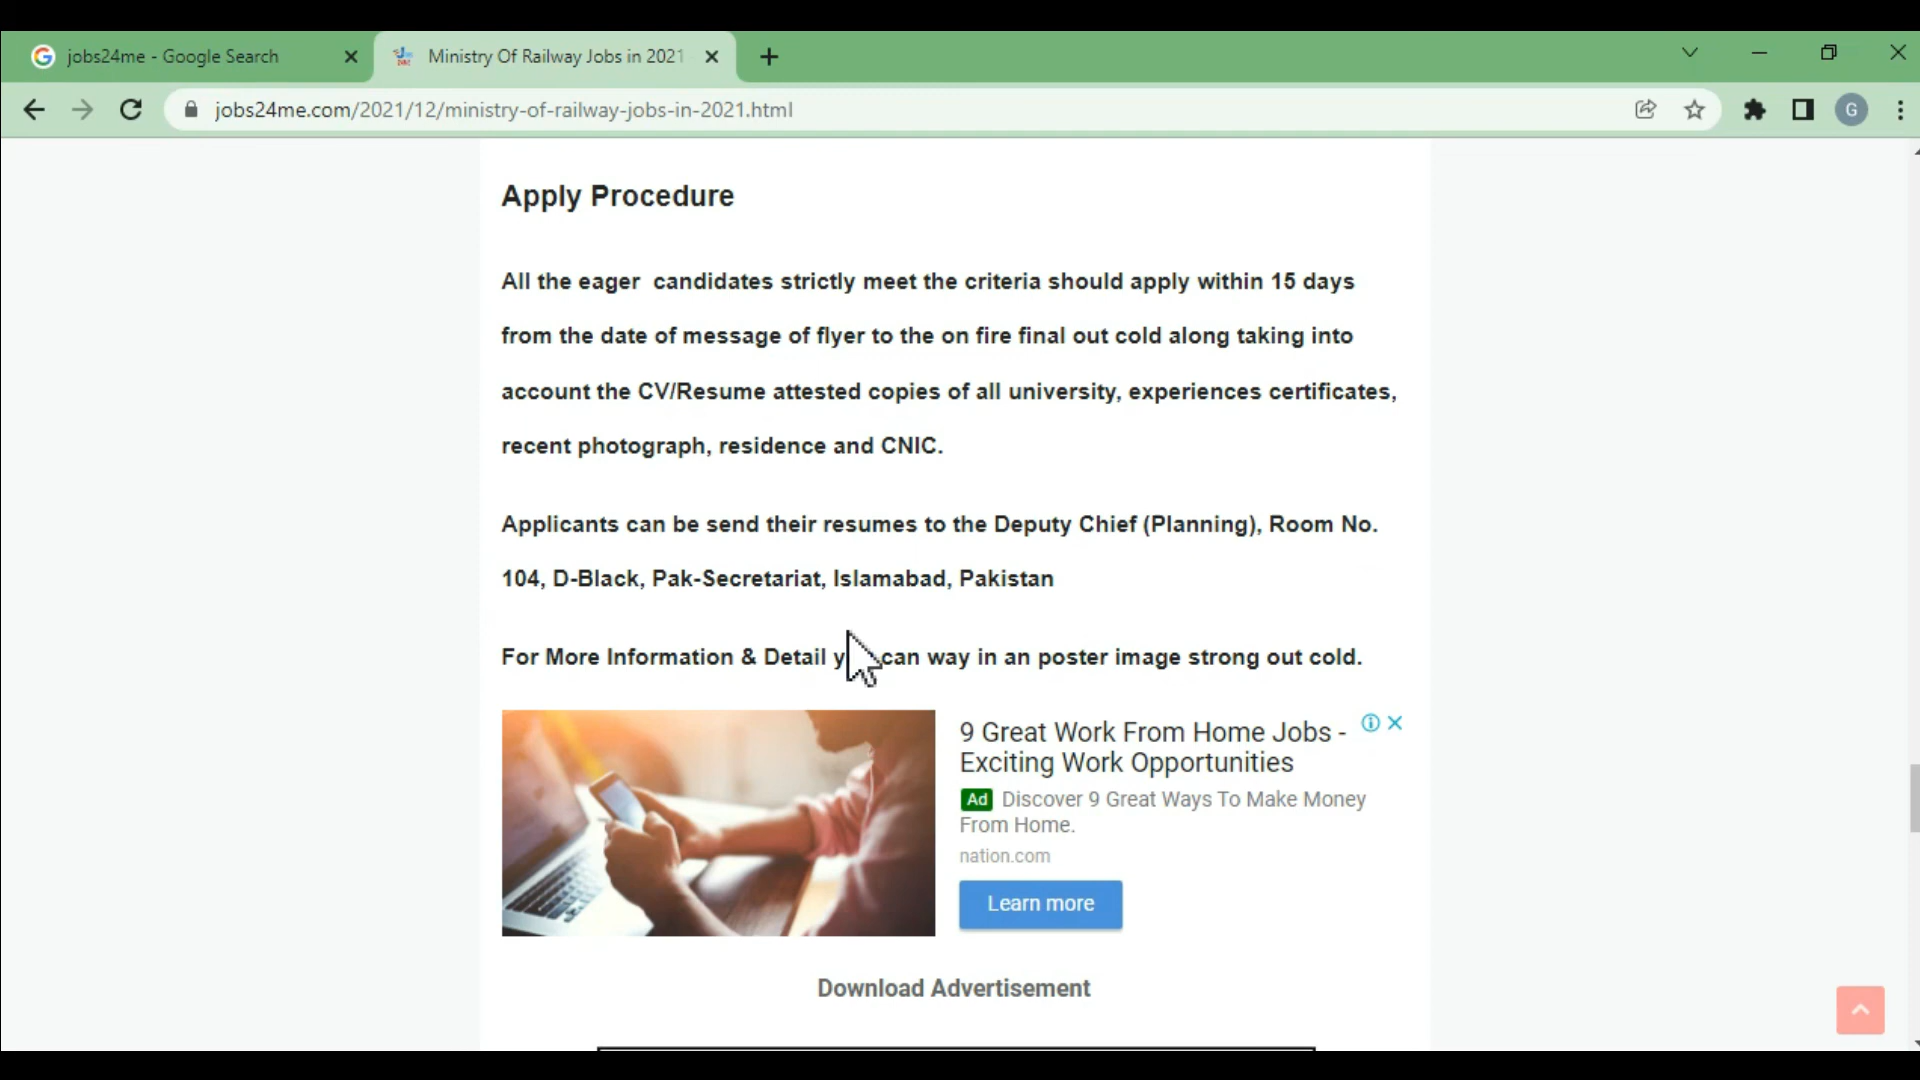 jobs24me - Google Search
Ministry Of Railway Jobs in 2021
jobs24me.com/2021/12/ministry-of-railway-jobs-in-2021.html
G
Apply Procedure
All the eager candidates strictly meet the criteria should apply within 15 days
from the date of message of flyer to the on fire final out cold along taking into
account the CV/Resume attested copies of all university, experiences certificates,
recent photograph, residence and CNIC.
Applicants can be send their resumes to the Deputy Chief (Planning), Room No.
104, D-Black, Pak-Secretariat, Islamabad, Pakistan
For More Information & Detail can way in an poster image strong out cold.
9 Great Work From Home Jobs -
Exciting Work Opportunities
Ad Discover 9 Great Ways To Make Money
From Home.
nation.com
Learn more
Download Advertisement